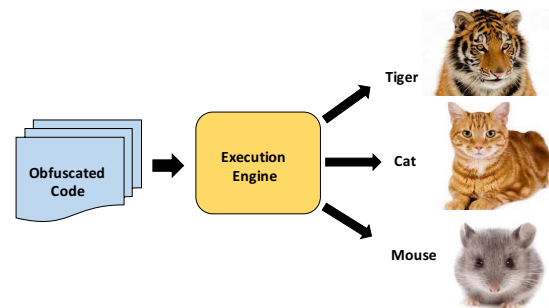 Obfuscated
Code
Execution
Engine
Tiger
Cat
Mouse